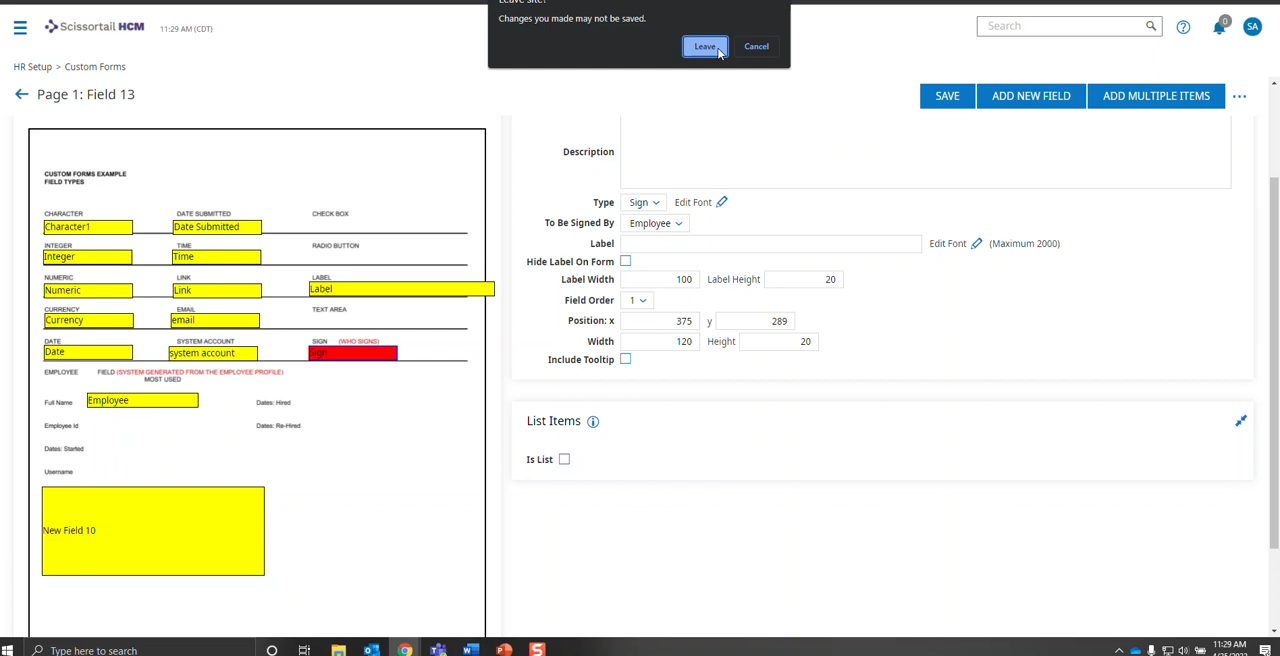 Leave site?
Changes you made may not be saved.
Leave
Cancel
Scissortail HCM
11:29 AM (CDT)
Search
0
SA
HR Setup > Custom Forms
Page 1: Field 13
SAVE
ADD NEW FIELD
ADD MULTIPLE ITEMS
CUSTOM FORMS EXAMPLE
FIELD TYPES
CHARACTER DATE SUBMITTED CHECK BOX
Character1 Date Submitted
INTEGER TIME RADIO BUTTON
Integer Time
NUMERIC LINK LABEL
Numeric Link Label
CURRENCY EMAIL TEXT AREA
Currency email
DATE SYSTEM ACCOUNT SIGN (WHO SIGNS)
Date system account Sign
EMPLOYEE FIELD (SYSTEM GENERATED FROM THE EMPLOYEE PROFILE)
MOST USED
Full Name Employee Dates: Hired
Employee Id Dates: Re-Hired
Dates: Started
Username
New Field 10
Description
Type Sign Edit Font
To Be Signed By Employee
Label Edit Font (Maximum 2000)
Hide Label On Form
Label Width 100 Label Height 20
Field Order 1
Position: x 375 y 289
Width 120 Height 20
Include Tooltip
List Items
Is List
Type here to search
11:29 AM